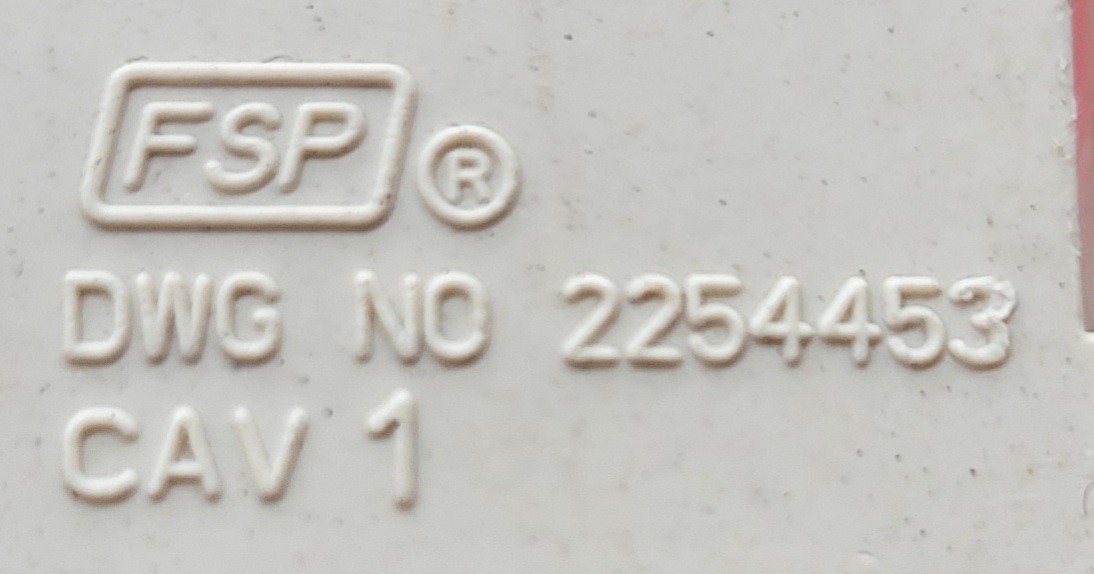 FSP ®
DWG NO 2254453
CAV 1